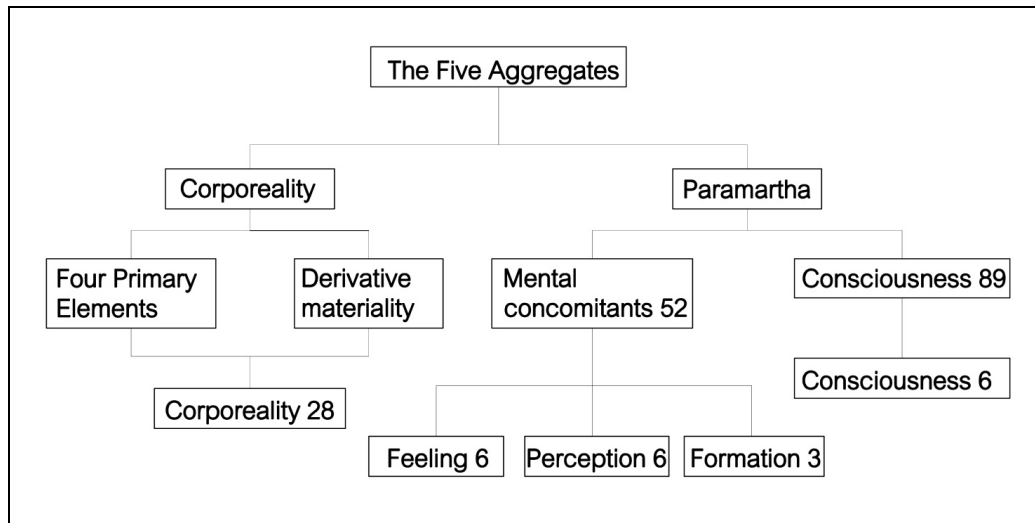 The Five Aggregates
Corporeality
Paramartha
Four Primary
Elements
Derivative
materiality
Mental
concomitants 52
Consciousness 89
Consciousness 6
Corporeality 28
Feeling 6
Perception 6
Formation 3